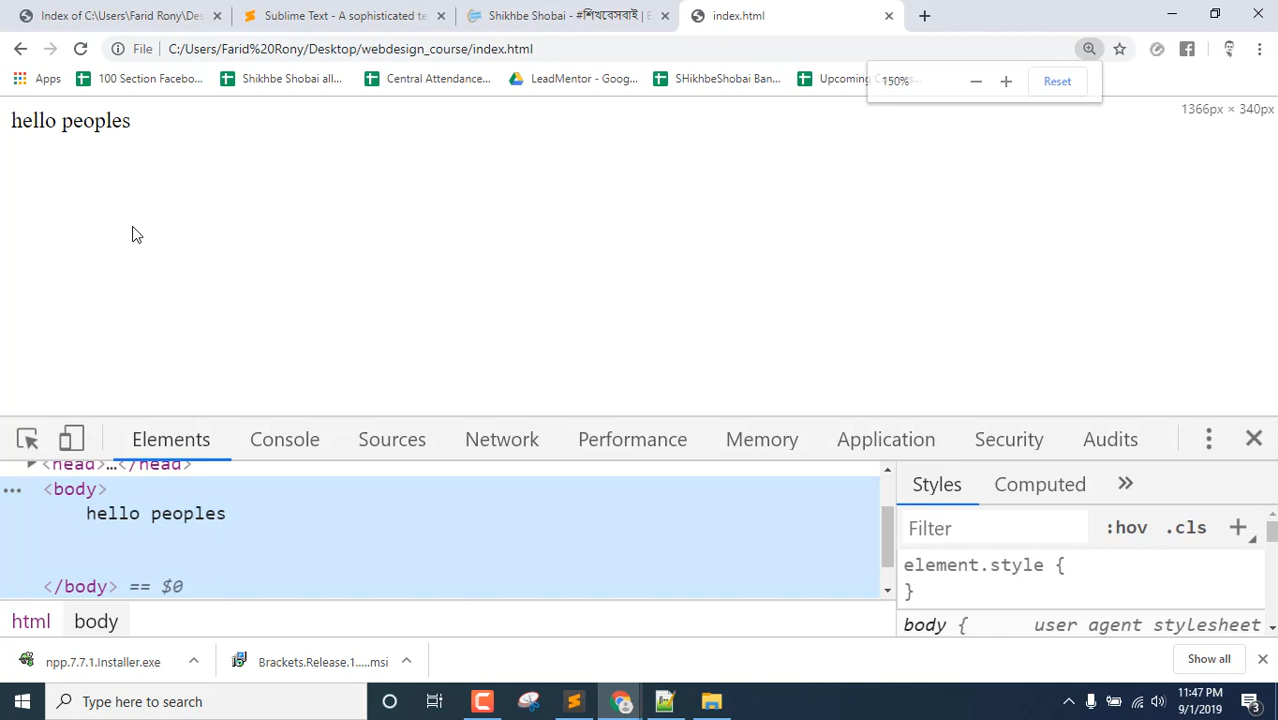 Index of C:\Users\Farid Rony\Des
Sublime Text - A sophisticated te
Shikhbe Shobai - #শিখবেসবাই | E
index.html
File C:/Users/Farid%20Rony/Desktop/webdesign_course/index.html
Apps 100 Section Facebo... Shikhbe Shobai all... Central Attendance... LeadMentor - Goog... SHikhbeShobai Ban... Upcoming
150% Reset
1366px × 340px
hello peoples
Elements Console Sources Network Performance Memory Application Security Audits
<head>…</head>
<body>
hello peoples
</body> == $0
html body
Styles Computed
Filter :hov .cls
element.style {
}
body { user agent stylesheet
npp.7.7.1.Installer.exe
Brackets.Release.1.....msi
Show all
Type here to search
11:47 PM
9/1/2019
3